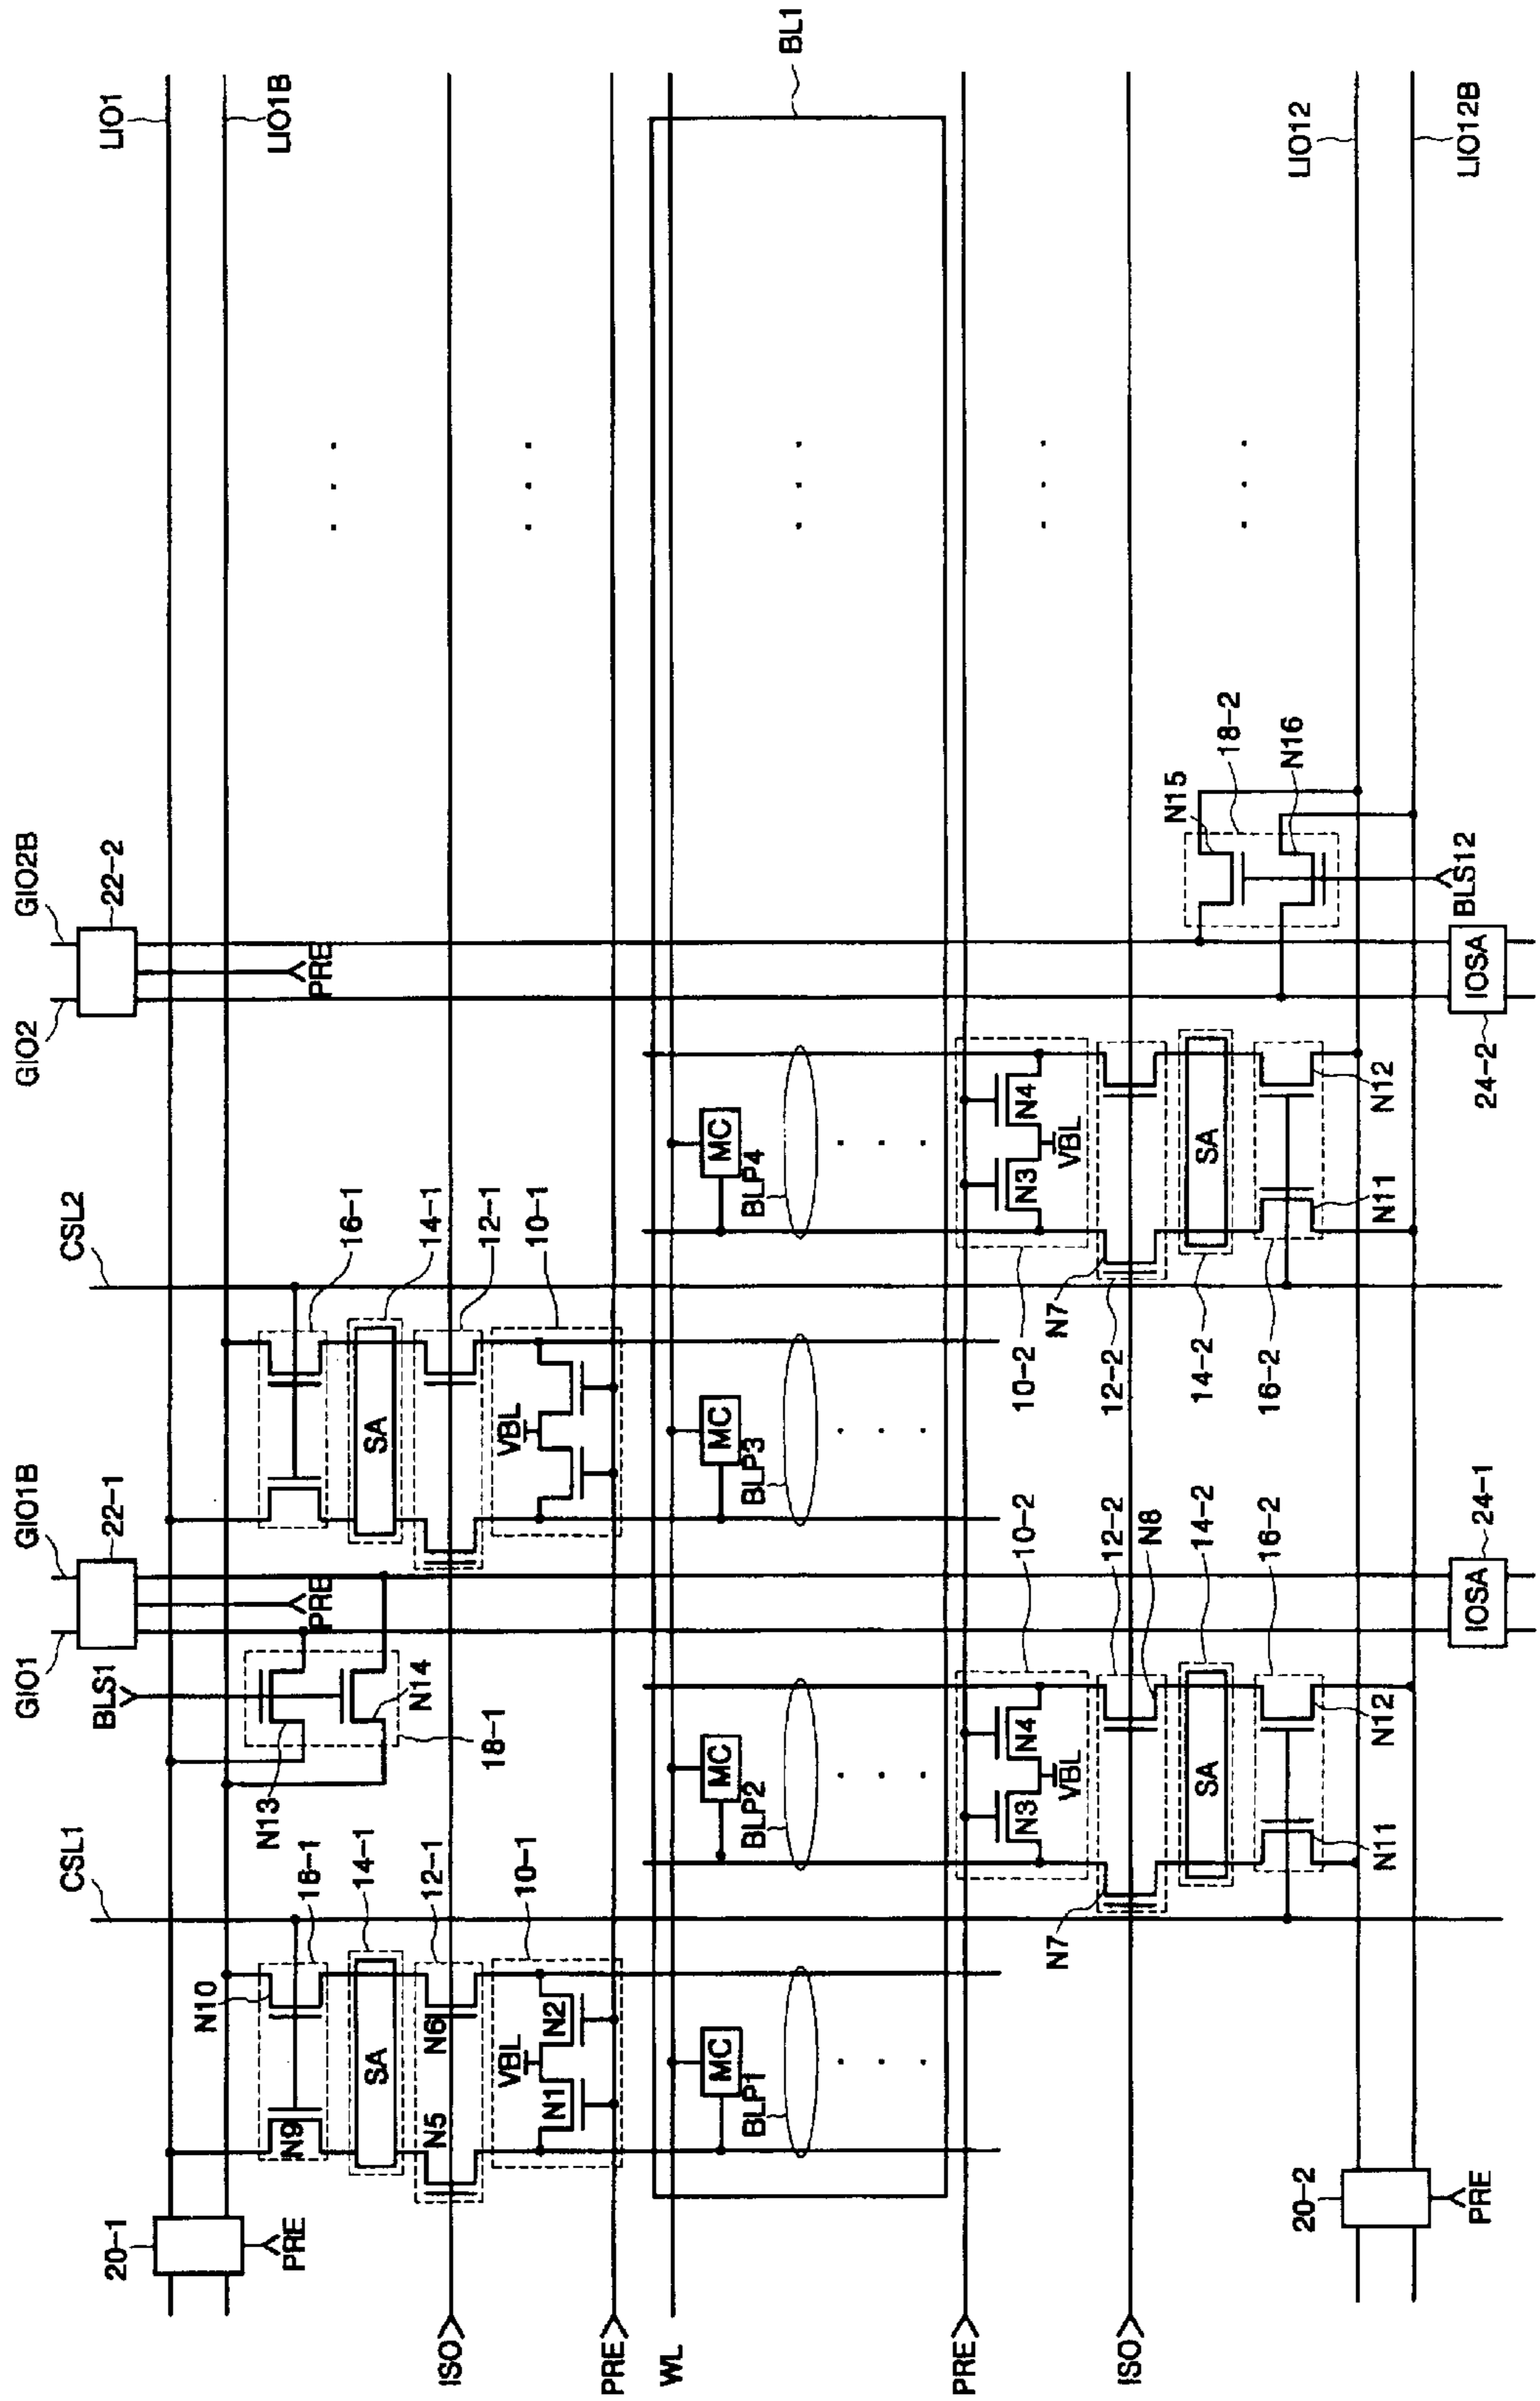 GIO1 GIO1B GIO2 GIO2B
CSL1 BLS1 22-1 CSL2 22-2
LIO1
20-1
PRE PRE
LIO1B
N10 N13 N14 18-1
N9 16-1 16-1
PRE
SA 14-1 SA 14-1
N5 N6 12-1 12-1
ISO
VBL 10-1 VBL 10-1
N1 N2
PRE
WL
MC MC MC MC
BLP1 BLP2 BLP3 BLP4
BL1
PRE
N3 N4 10-2 10-2 N3 N4
VBL VBL
ISO
N7 12-2 N7 12-2
N8
SA 14-2 14-2 SA
N15
18-2
16-2 16-2
N16
N11 N12 N11 N12
LIO12
20-2
PRE
LIO12B
IOSA 24-1 24-2 IOSA
BLS12